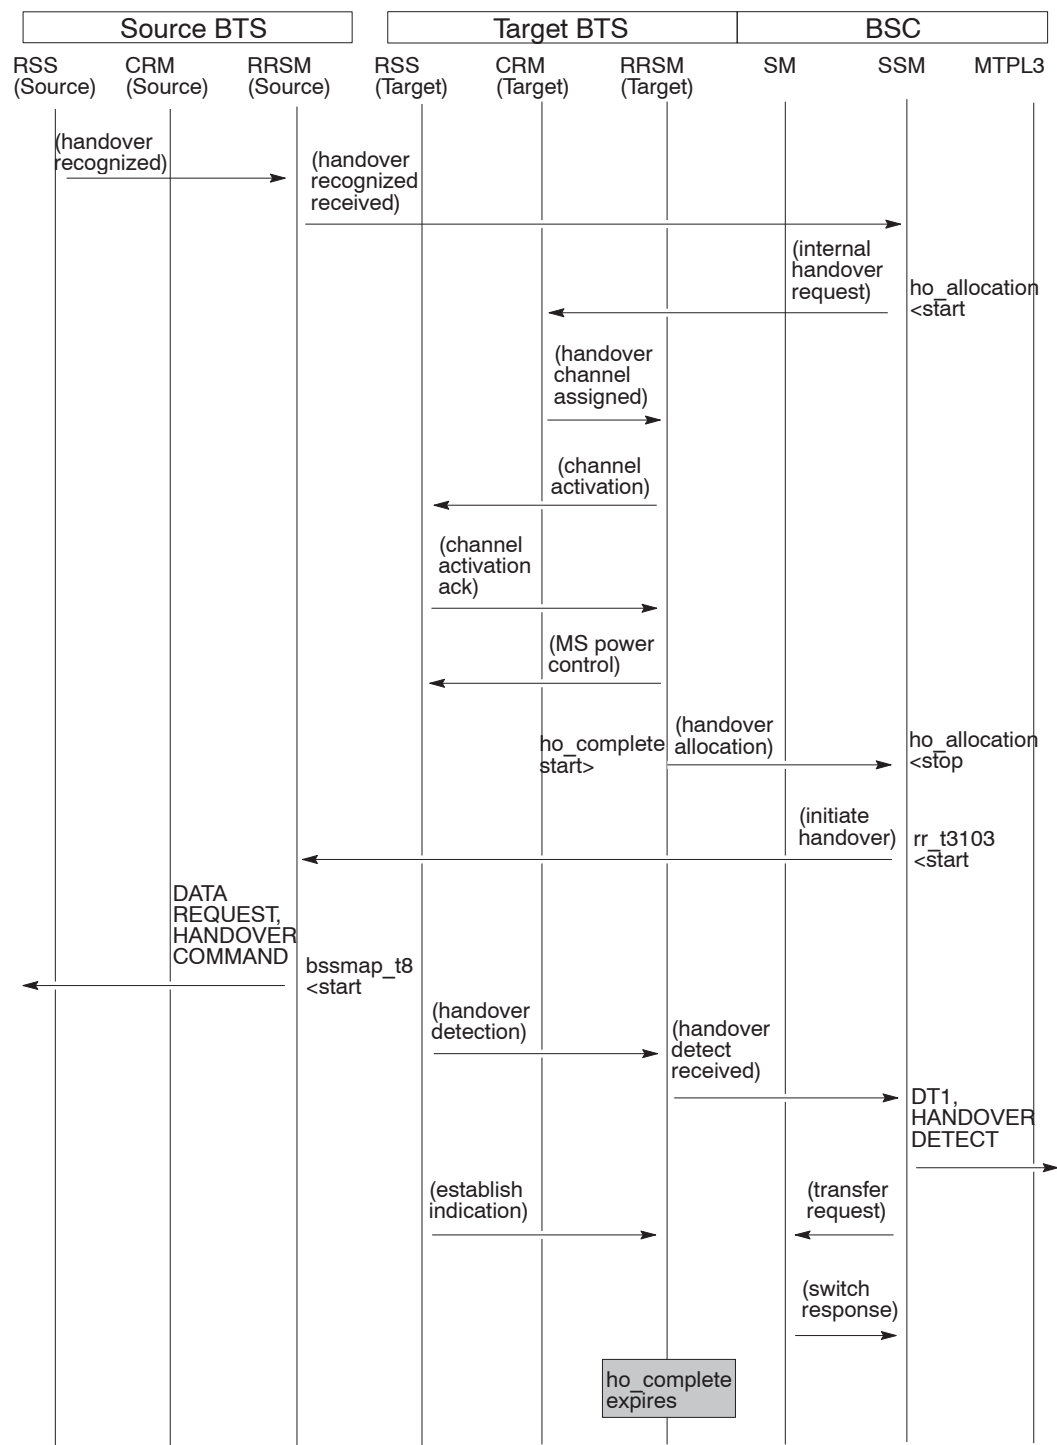 Source BTS
Target BTS
BSC
RSS
(Source)
CRM
(Source)
RRSM
(Source)
RSS
(Target)
CRM
(Target)
RRSM
(Target)
SM
SSM
MTPL3
(handover
recognized)
(handover
recognized
received)
(internal
handover
request)
ho_allocation
<start
(handover
channel
assigned)
(channel
activation)
(channel
activation
ack)
(MS power
control)
ho_complete
start>
(handover
allocation)
ho_allocation
<stop
(initiate
handover)
rr_t3103
<start
DATA
REQUEST,
HANDOVER
COMMAND
bssmap_t8
<start
(handover
detection)
(handover
detect
received)
DT1,
HANDOVER
DETECT
(establish
indication)
(transfer
request)
(switch
response)
ho_complete
expires